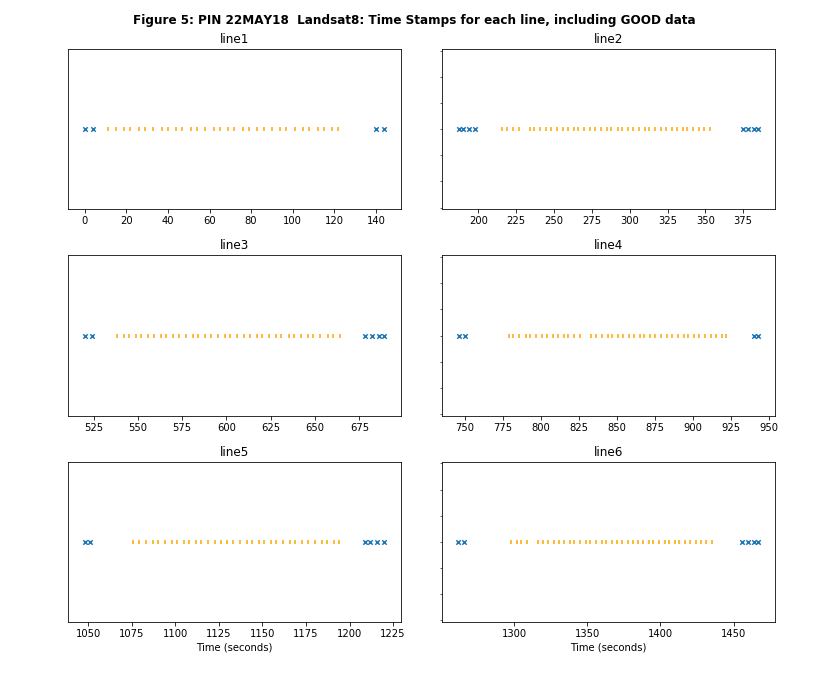 Figure 5: PIN 22MAY18  Landsat8: Time Stamps for each line, including GOOD data
line1
line2
0 20 40 60 80 100 120 140
200 225 250 275 300 325 350 375
line3
line4
525 550 575 600 625 650 675
750 775 800 825 850 875 900 925 950
line5
line6
1050 1075 1100 1125 1150 1175 1200 1225
1300 1350 1400 1450
Time (seconds)
Time (seconds)